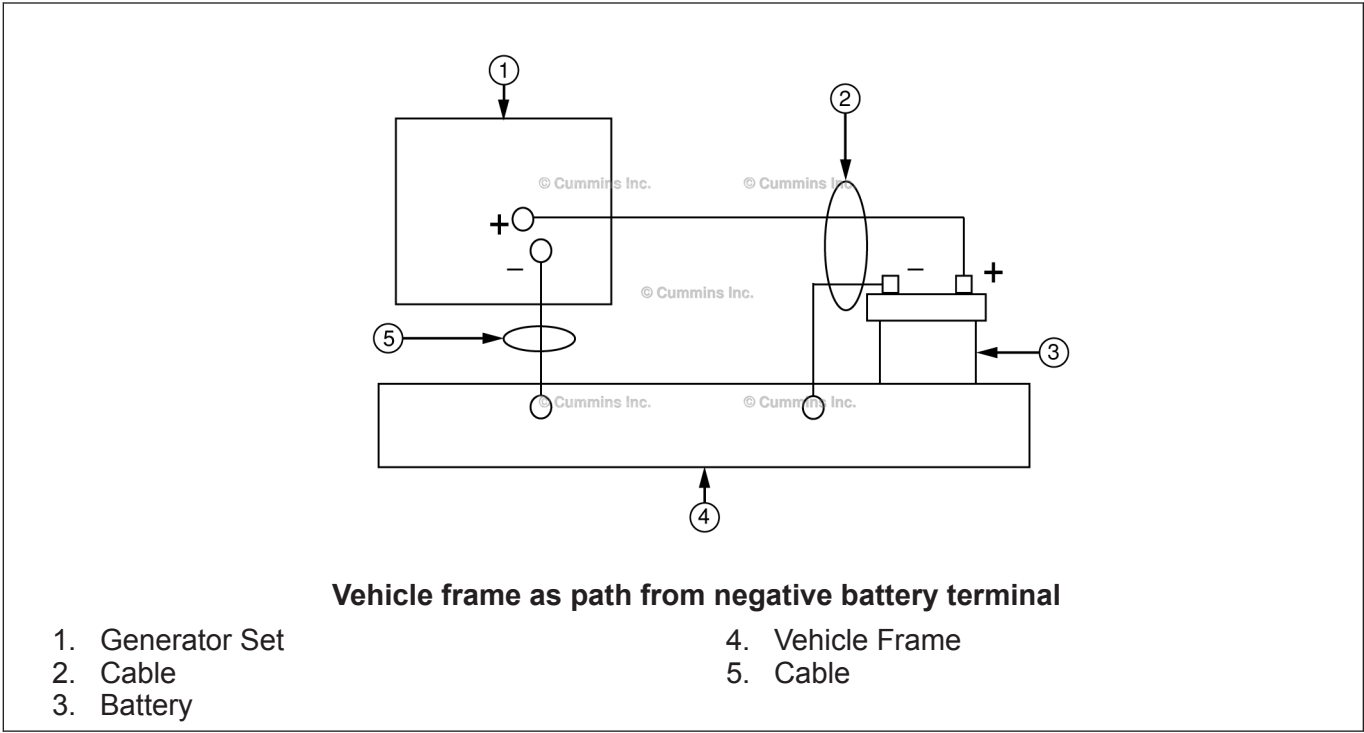 1
2
© Cummins Inc. © Cummins Inc.
+
–
– +
© Cummins Inc.
5
3
© Cummins Inc. © Cummins Inc.
4
Vehicle frame as path from negative battery terminal
1. Generator Set
2. Cable
3. Battery
4. Vehicle Frame
5. Cable